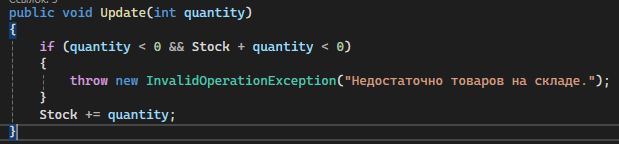 public void Update(int quantity)
{
if (quantity < 0 && Stock + quantity < 0)
{
throw new InvalidOperationException("Недостаточно товаров на складе.");
}
Stock += quantity;
}